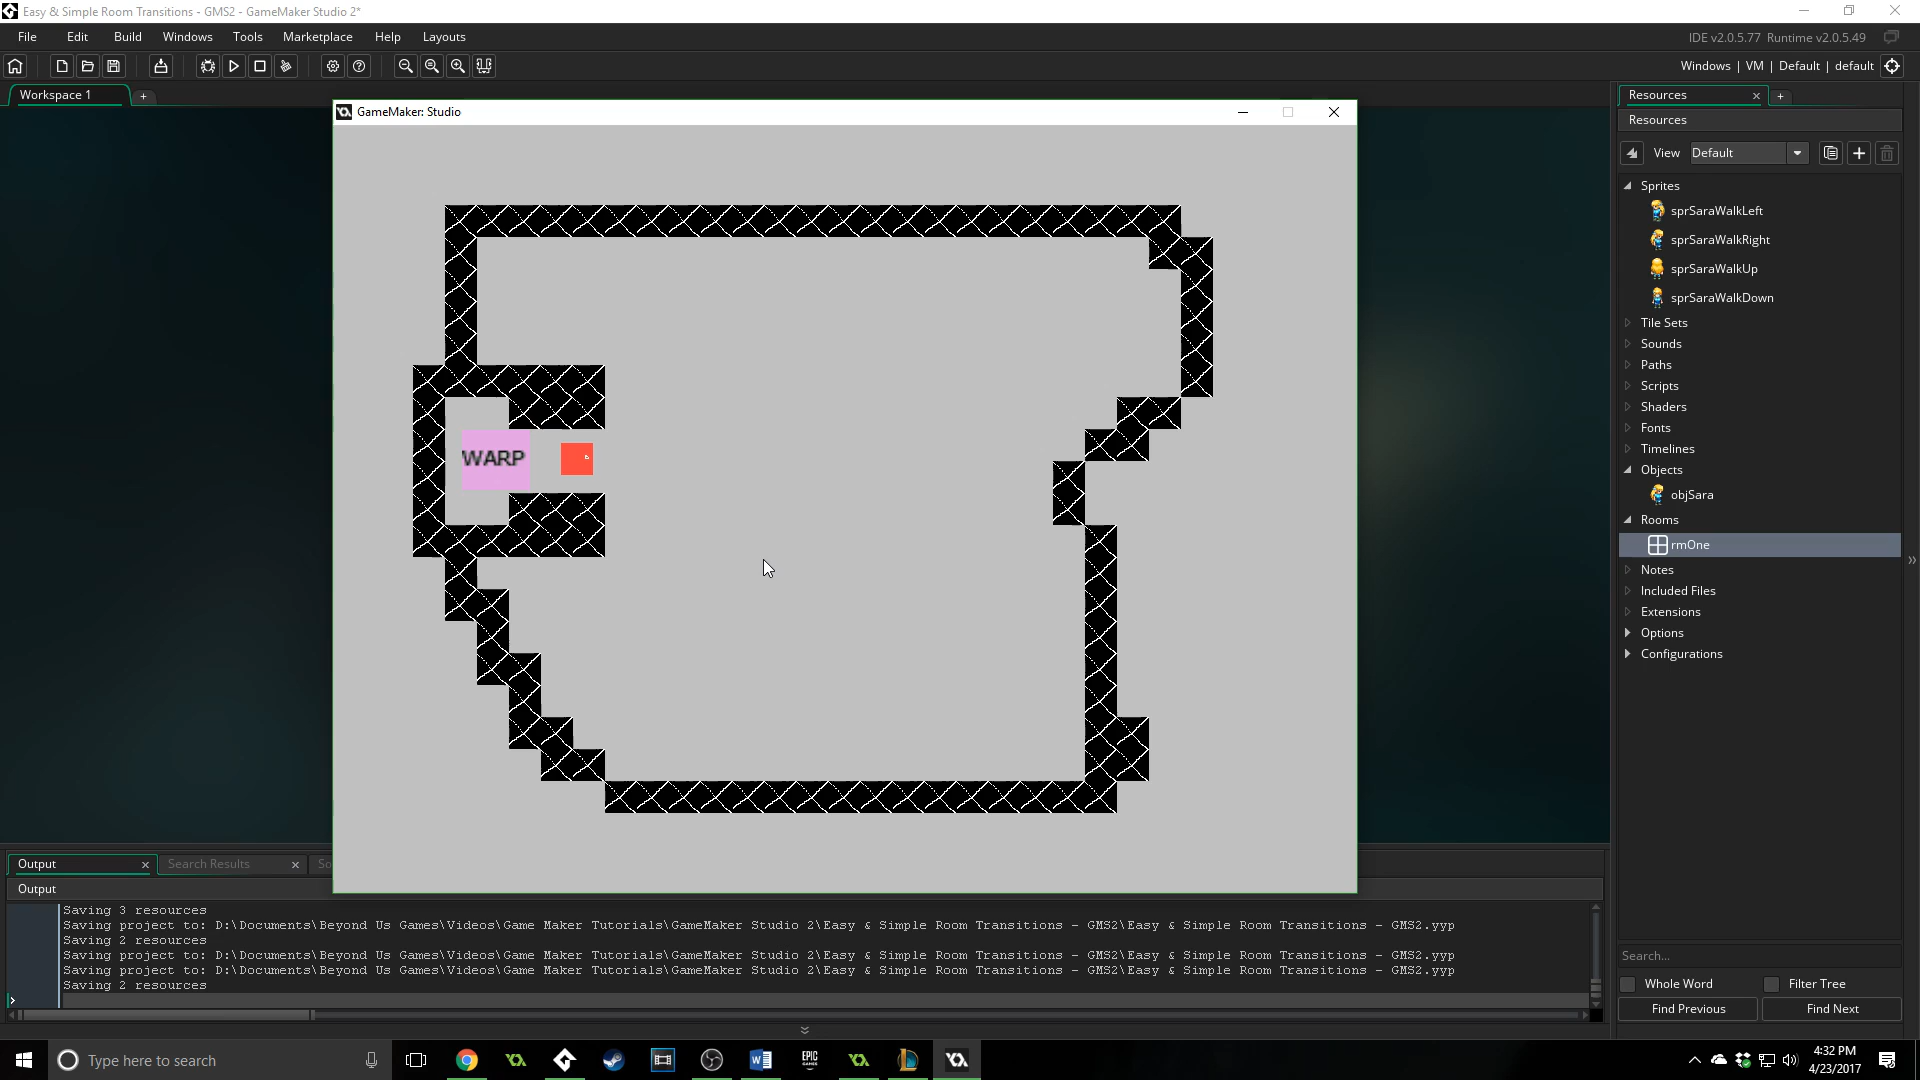 Easy & Simple Room Transitions - GMS2 - GameMaker Studio 2*
File Edit Build Windows Tools Marketplace Help Layouts
IDE v2.0.5.77 Runtime v2.0.5.49
Windows | VM | Default | default
Workspace 1
GameMaker: Studio
WARP
Resources
Resources
View Default
Sprites
sprSaraWalkLeft
sprSaraWalkRight
sprSaraWalkUp
sprSaraWalkDown
Tile Sets
Sounds
Paths
Scripts
Shaders
Fonts
Timelines
Objects
objSara
Rooms
rmOne
Notes
Included Files
Extensions
Options
Configurations
Search...
Whole Word Filter Tree
Find Previous Find Next
Output Search Results So
Output
Saving 3 resources
Saving project to: D:\Documents\Beyond Us Games\Videos\Game Maker Tutorials\GameMaker Studio 2\Easy & Simple Room Transitions - GMS2\Easy & Simple Room Transitions - GMS2.yyp
Saving 2 resources
Saving project to: D:\Documents\Beyond Us Games\Videos\Game Maker Tutorials\GameMaker Studio 2\Easy & Simple Room Transitions - GMS2\Easy & Simple Room Transitions - GMS2.yyp
Saving project to: D:\Documents\Beyond Us Games\Videos\Game Maker Tutorials\GameMaker Studio 2\Easy & Simple Room Transitions - GMS2\Easy & Simple Room Transitions - GMS2.yyp
Saving 2 resources
Type here to search
EPIC
GAMES
4:32 PM
4/23/2017